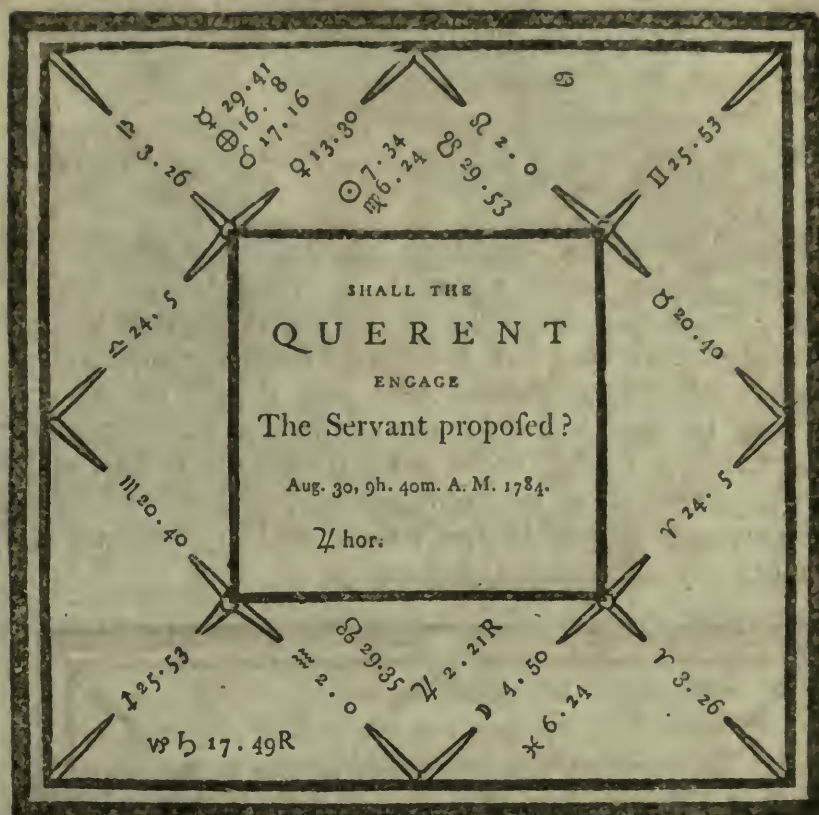 ☿ 29.41
⊕ 16. 8
♂ 17.16
♀ 13.30
☉ 7.34
♍ 6.24
♌ 2. 0
☋ 29.53
♋
♊ 25.53
♎ 3.26
♎ 24. 5
♉ 20.40
SHALL THE
QUERENT
ENGAGE
The Servant propoſed?
Aug. 30, 9h. 40m. A. M. 1784.
♃ hor.
♏ 20.40
♈ 24. 5
♐ 25.53
♑ ♄ 17.49R
♒ 2. 0
☊ 29.35
♃ 2.21R
☽ 4.50
♓ 6.24
♈ 3.26